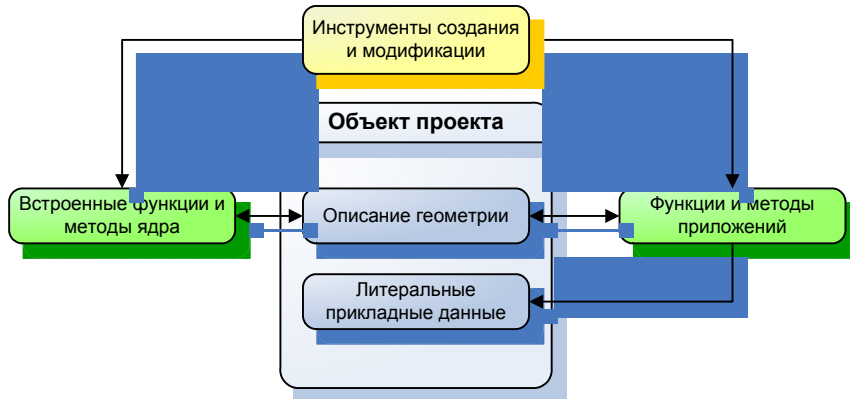 Инструменты создания
и модификации
Объект проекта
Встроенные функции и
методы ядра
Описание геометрии
Функции и методы
приложений
Литеральные
прикладные данные